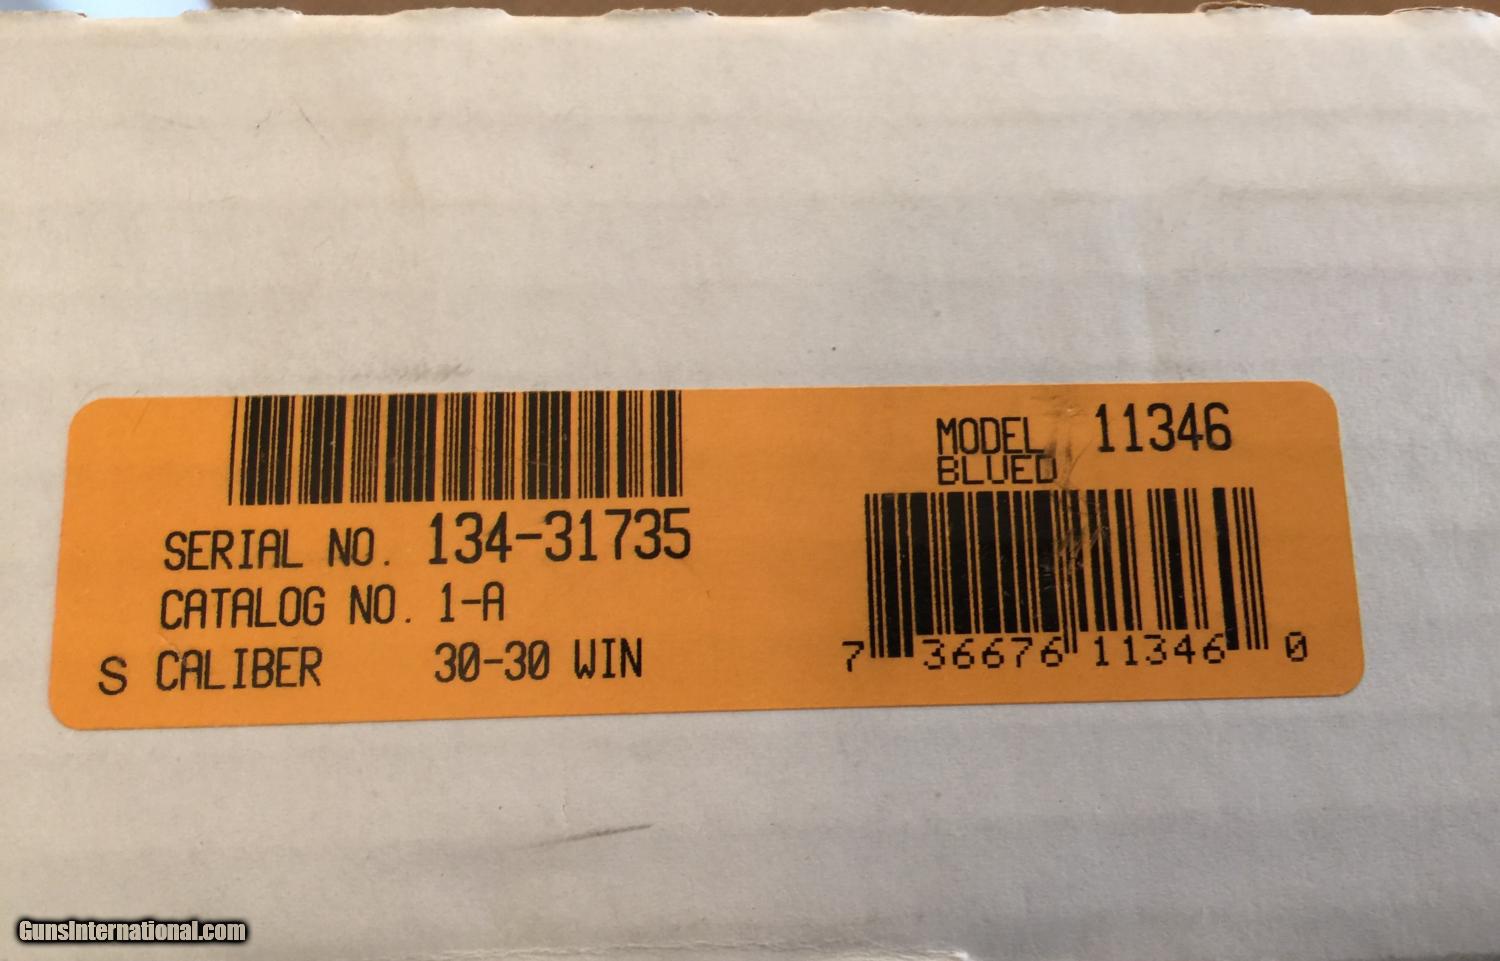 MODEL 11346
BLUED
SERIAL NO. 134-31735
CATALOG NO. 1-A
S CALIBER 30-30 WIN
7 36676 11346 0
GunsInternational.com